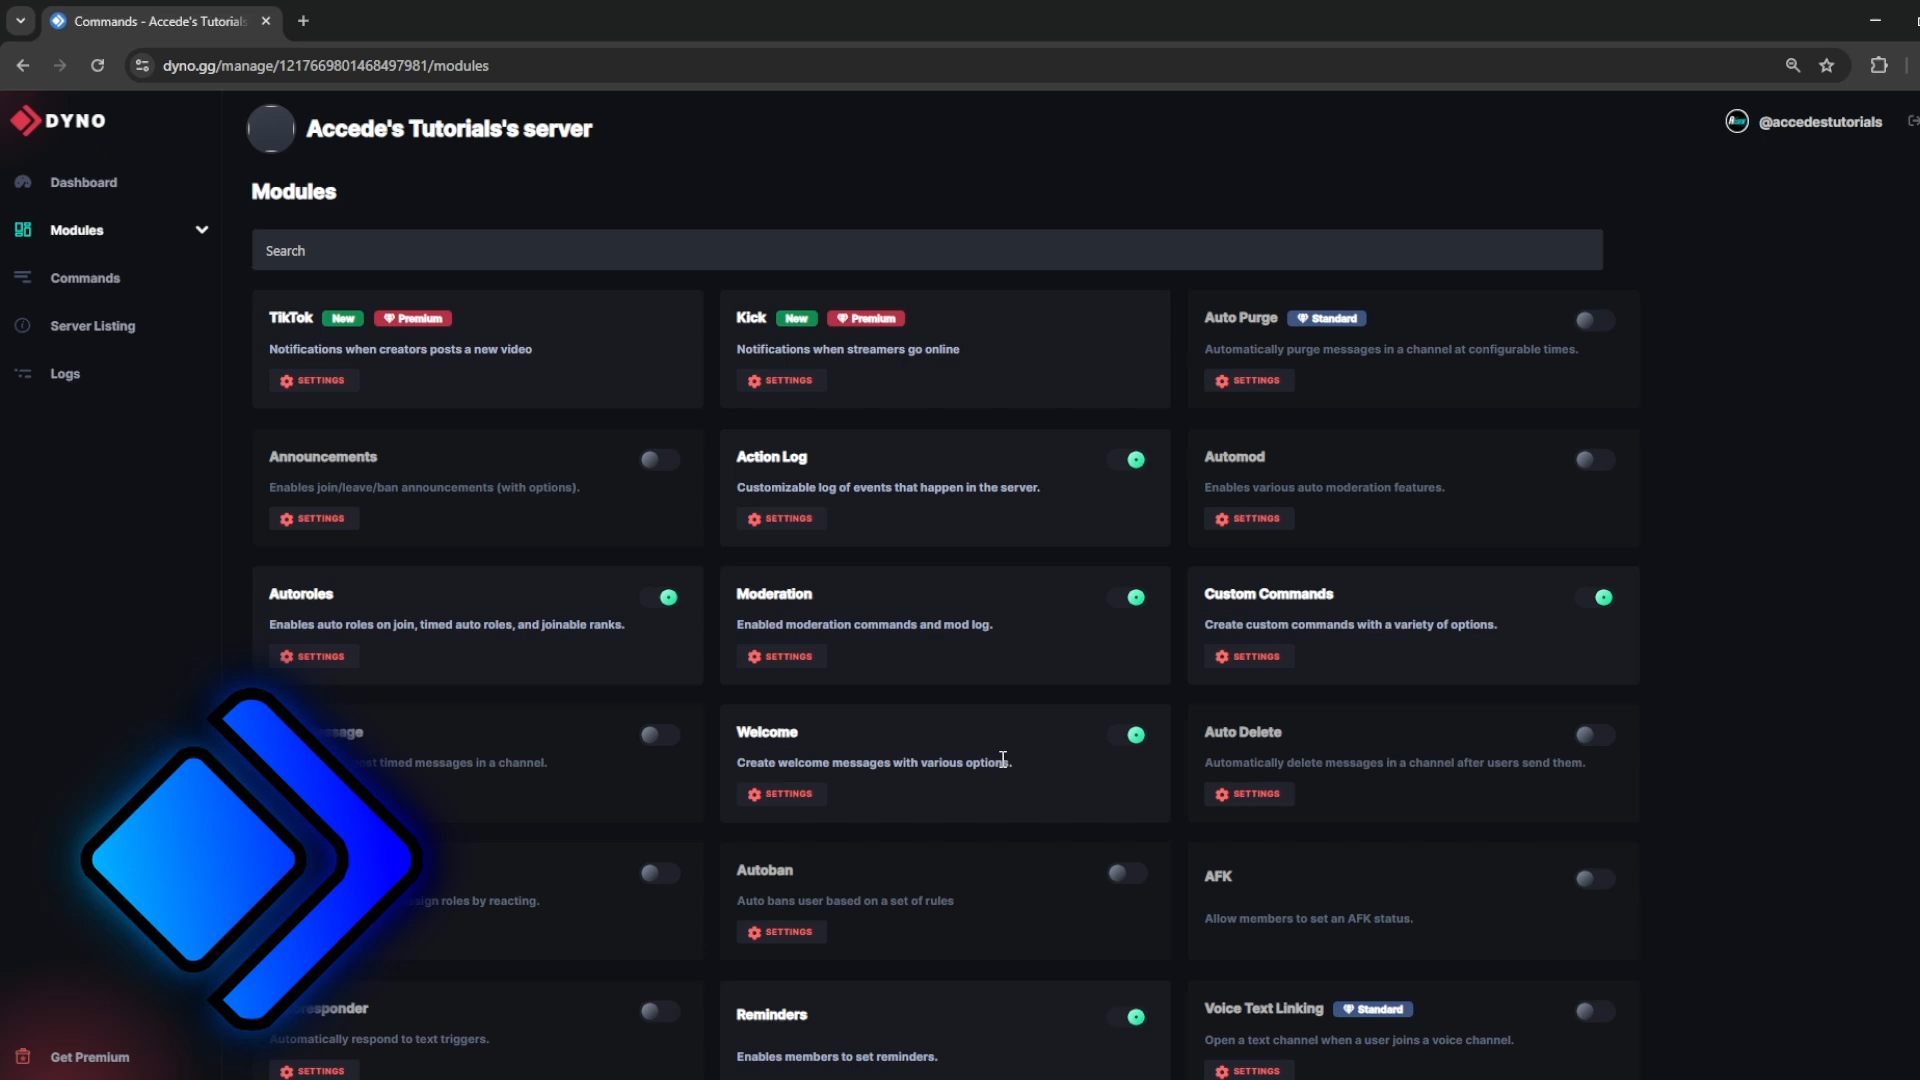 Commands - Accede's Tutorials
dyno.gg/manage/1217669801468497981/modules
DYNO
Accede's Tutorials's server
@accedestutorials
Dashboard
Modules
Commands
Server Listing
Logs
Get Premium
Modules
Search
TikTok New Premium
Notifications when creators posts a new video
SETTINGS
Kick New Premium
Notifications when streamers go online
SETTINGS
Auto Purge Standard
Automatically purge messages in a channel at configurable times.
SETTINGS
Announcements
Enables join/leave/ban announcements (with options).
SETTINGS
Action Log
Customizable log of events that happen in the server.
SETTINGS
Automod
Enables various auto moderation features.
SETTINGS
Autoroles
Enables auto roles on join, timed auto roles, and joinable ranks.
SETTINGS
Moderation
Enabled moderation commands and mod log.
SETTINGS
Custom Commands
Create custom commands with a variety of options.
SETTINGS
timed messages in a channel.
Welcome
Create welcome messages with various options.
SETTINGS
Auto Delete
Automatically delete messages in a channel after users send them.
SETTINGS
roles by reacting.
Autoban
Auto bans user based on a set of rules
SETTINGS
AFK
Allow members to set an AFK status.
Automatically respond to text triggers.
SETTINGS
Reminders
Enables members to set reminders.
Voice Text Linking Standard
Open a text channel when a user joins a voice channel.
SETTINGS